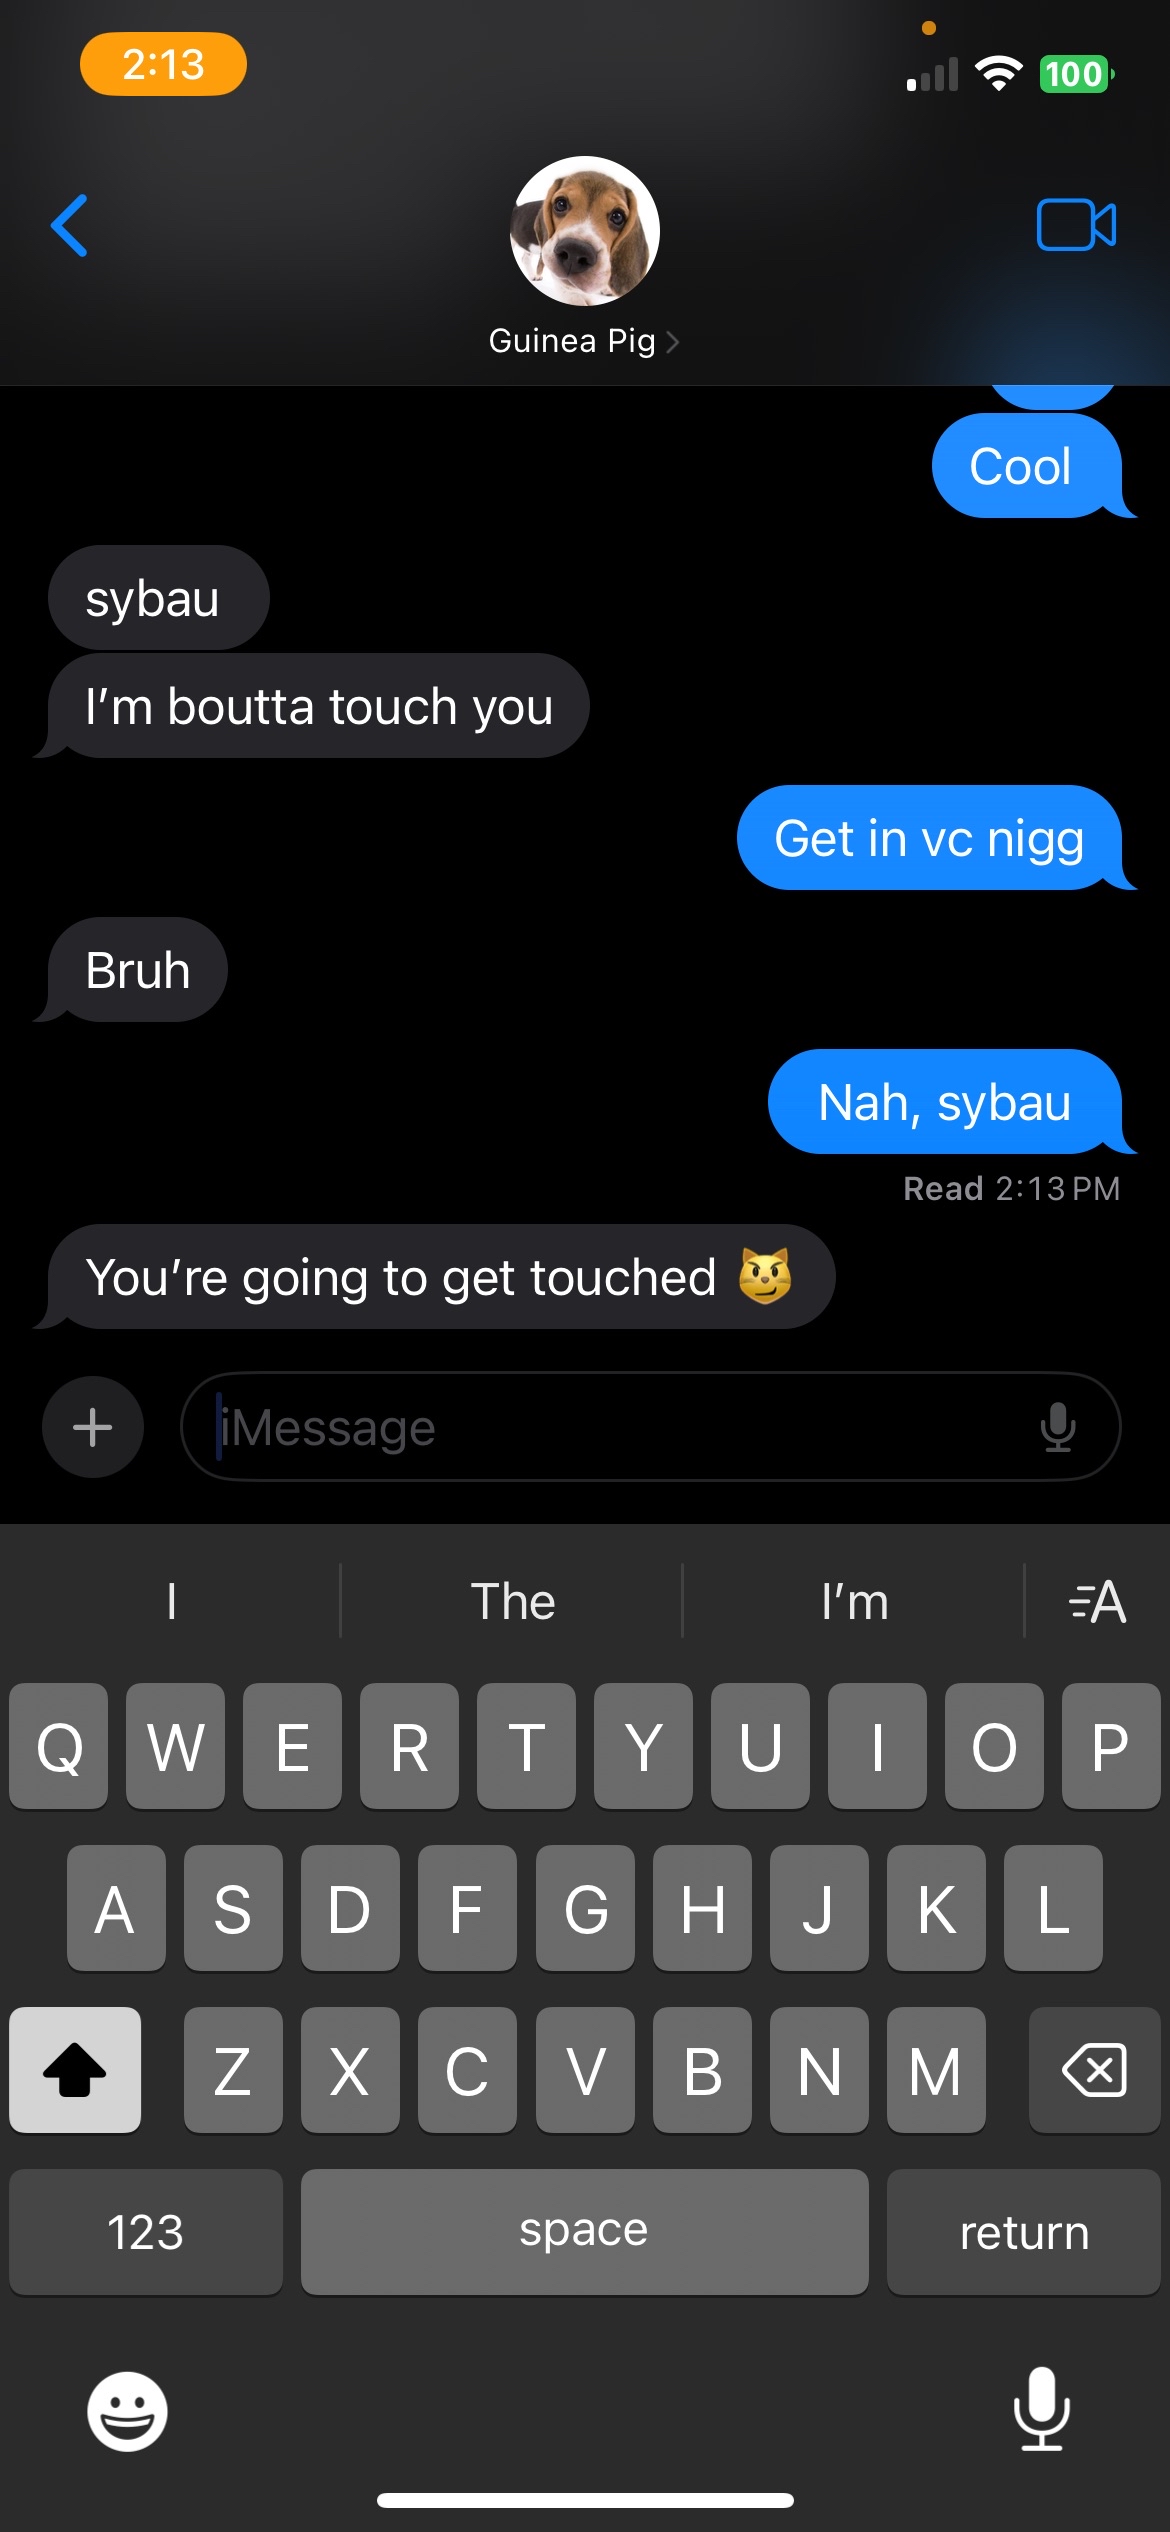 2:13
100
Guinea Pig
Cool
sybau
I'm boutta touch you
Get in vc nigg
Bruh
Nah, sybau
Read 2:13 PM
You're going to get touched 😼
iMessage
I The I'm A
Q W E R T Y U I O P
A S D F G H J K L
Z X C V B N M
123 space return